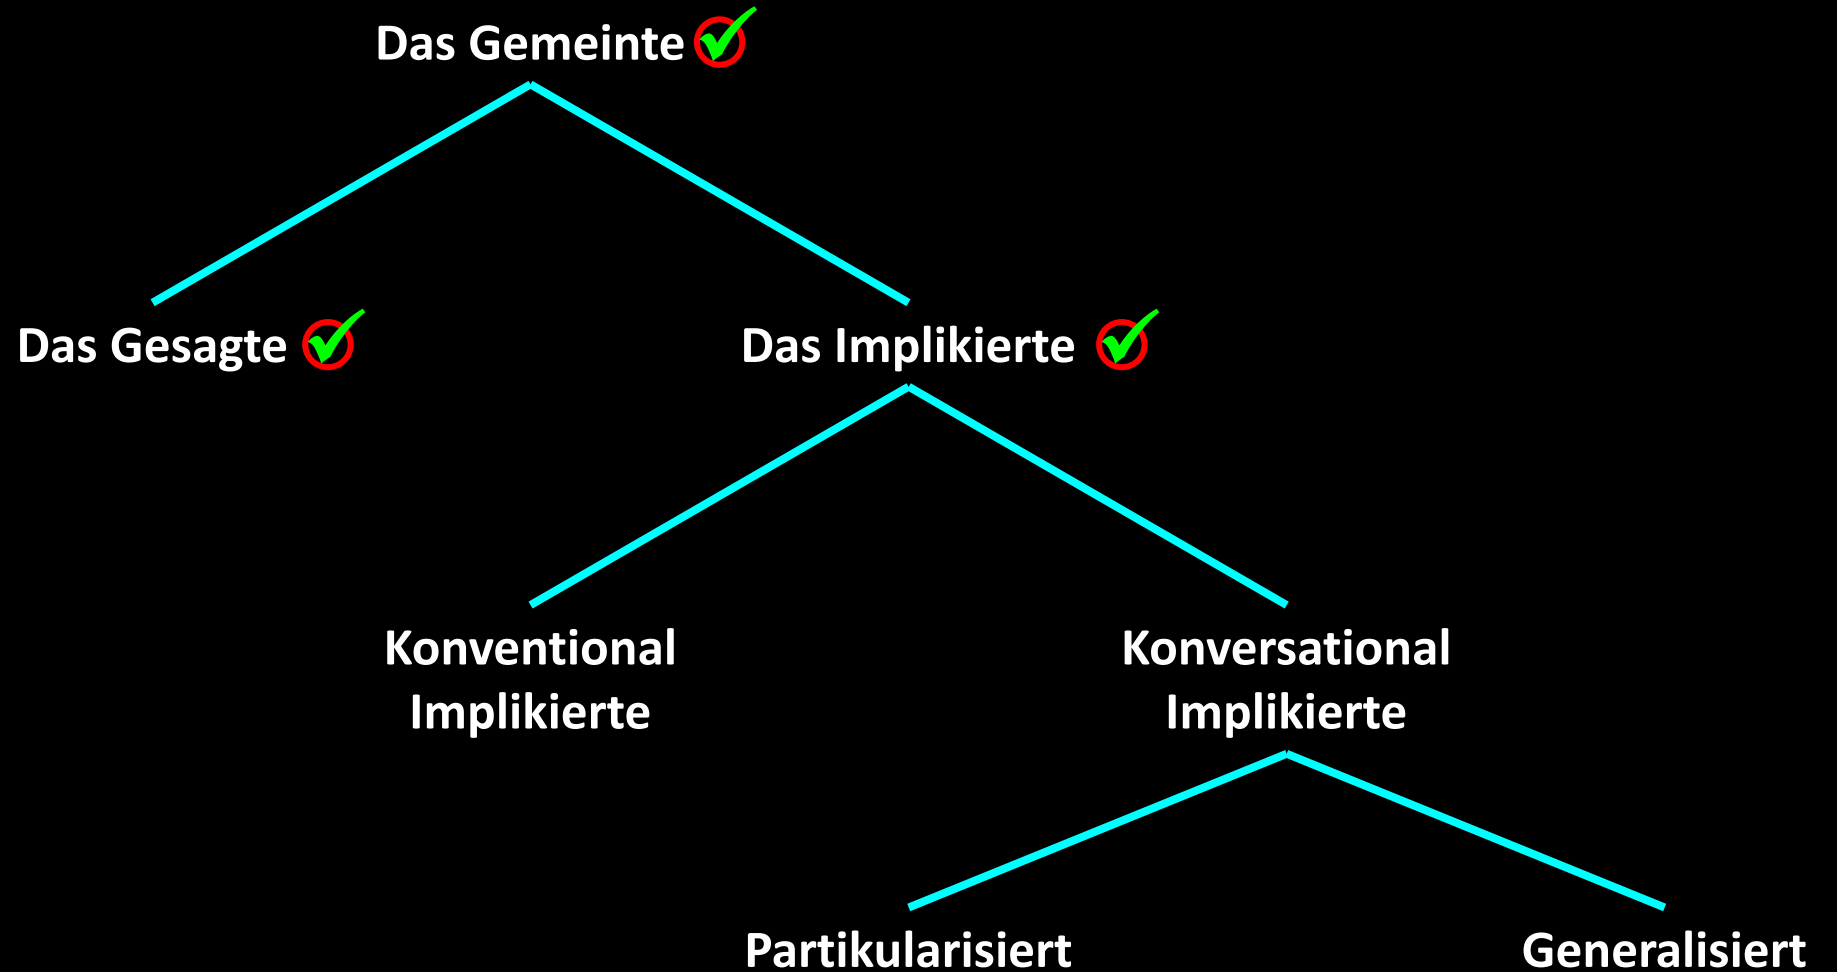 Das Gemeinte
Das Gesagte
Das Implikierte
Konventional
Implikierte
Konversational
Implikierte
Partikularisiert
Generalisiert